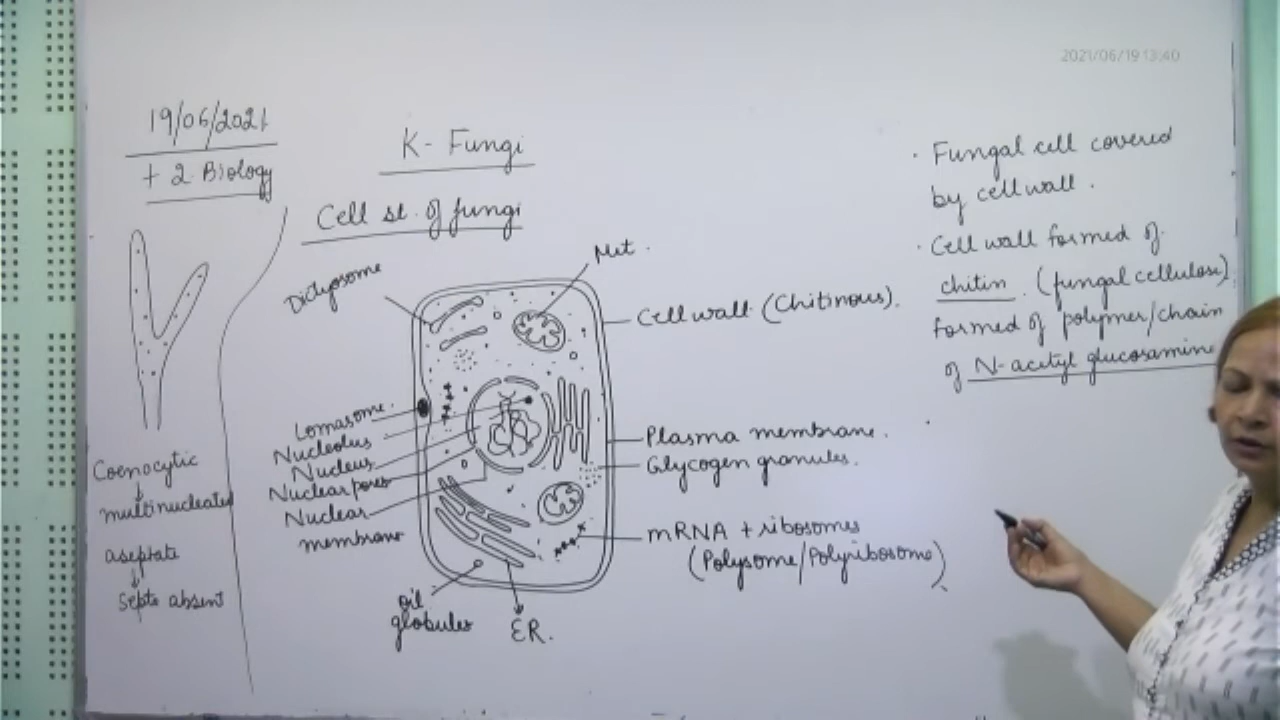 2021/06/19 13:40
19/06/2021
+2 Biology
K- Fungi
Cell st. of fungi
Coenocytic
↓
multinucleated
aseptate
↓
Septa absent
Dictyosome
Lomasome.
Nucleolus
Nucleus
Nuclear pores
Nuclear
membrane
oil
globules
ER.
Mit.
Cell wall (Chitinous).
Plasma membrane.
Glycogen granules.
mRNA + ribosomes
(Polysome/Polyribosome)
• Fungal cell covered
by cell wall.
• Cell wall formed of
chitin (fungal cellulose)
formed of polymer/chain
of N-acetyl glucosamine